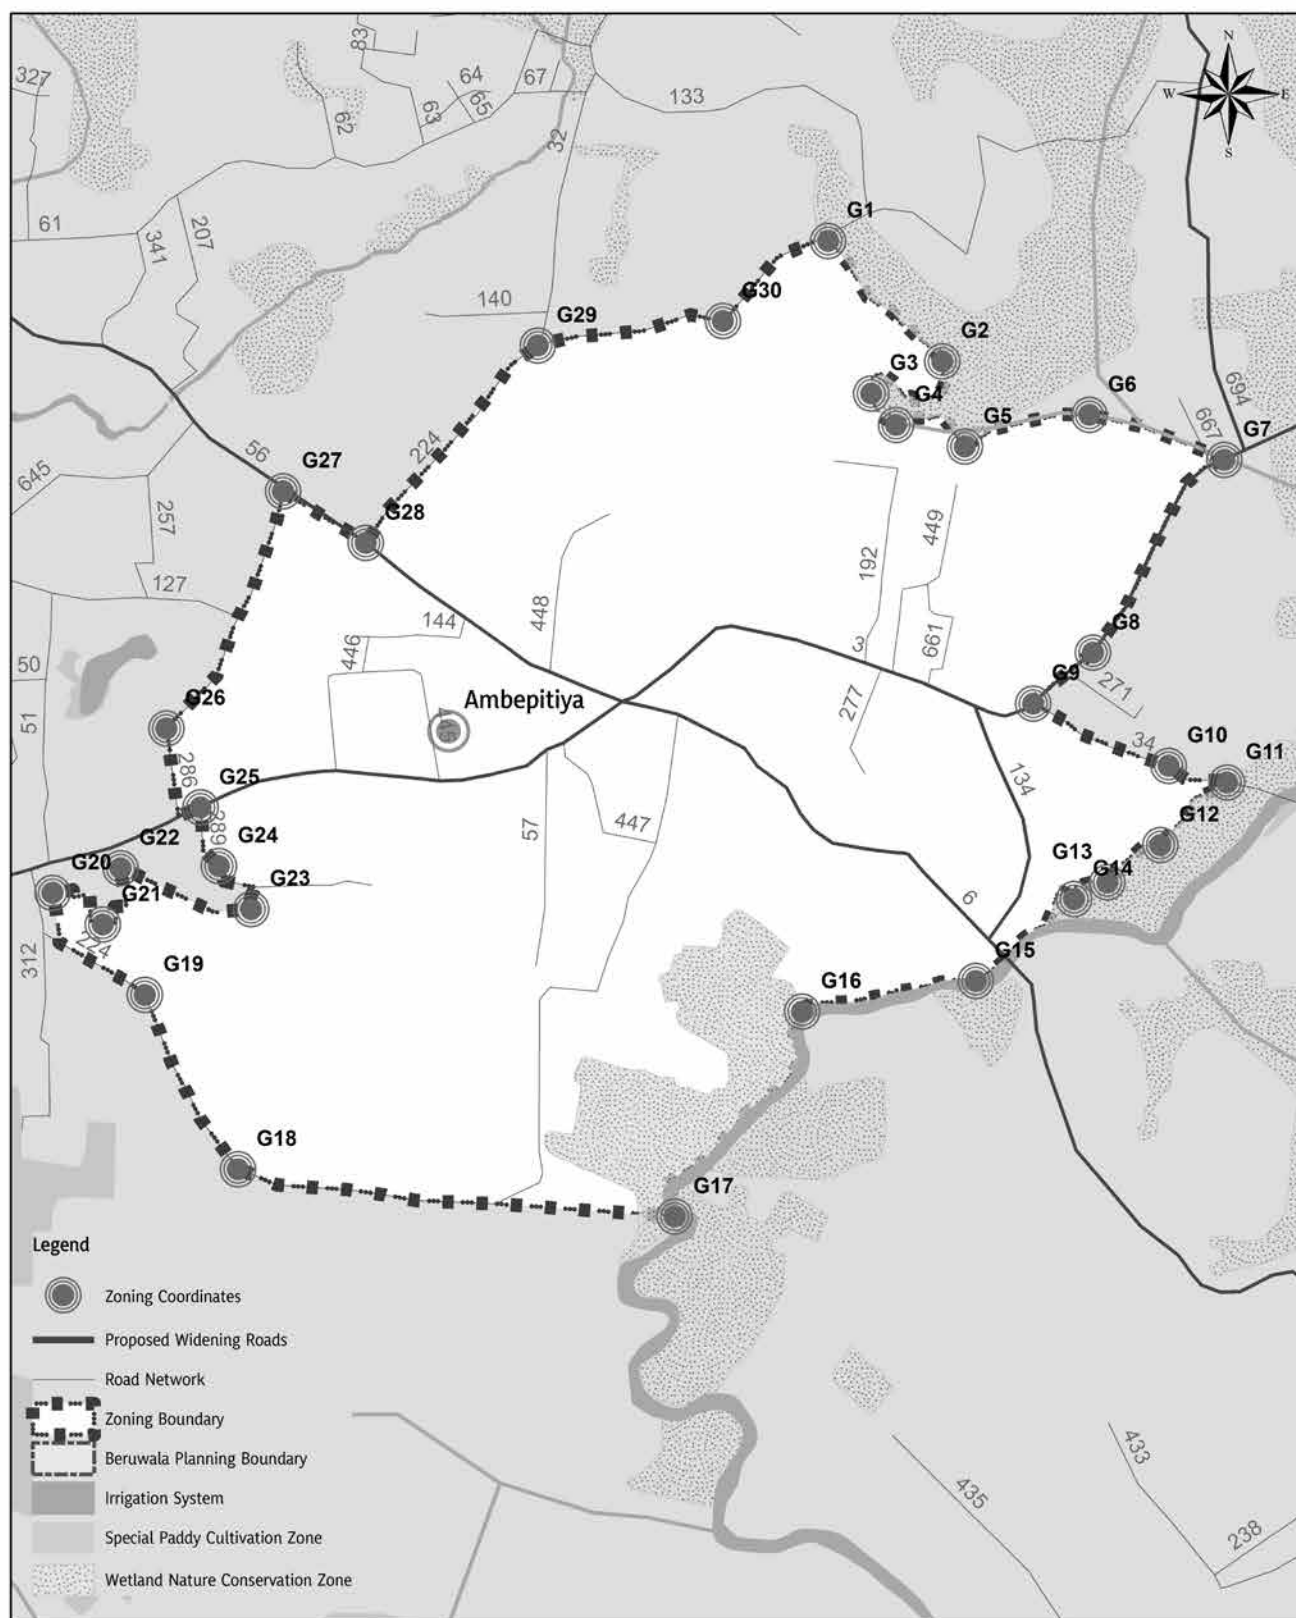 83
327
64
67
133
65
63
62
32
N
W
E
S
61
341
207
G1
140
G30
G29
G2
G3
G4
G6
694
G5
667
G7
56
G27
224
645
257
G28
127
449
192
448
144
446
661
G8
3
50
271
G9
277
51
G26
Ambepitiya
445
34
G10
G11
286
G25
134
289
G24
G22
447
57
G12
G20
G23
G13
G14
G21
6
224
312
G19
G15
G16
G18
G17
Legend
Zoning Coordinates
Proposed Widening Roads
Road Network
Zoning Boundary
Beruwala Planning Boundary
Irrigation System
Special Paddy Cultivation Zone
Wetland Nature Conservation Zone
433
435
238